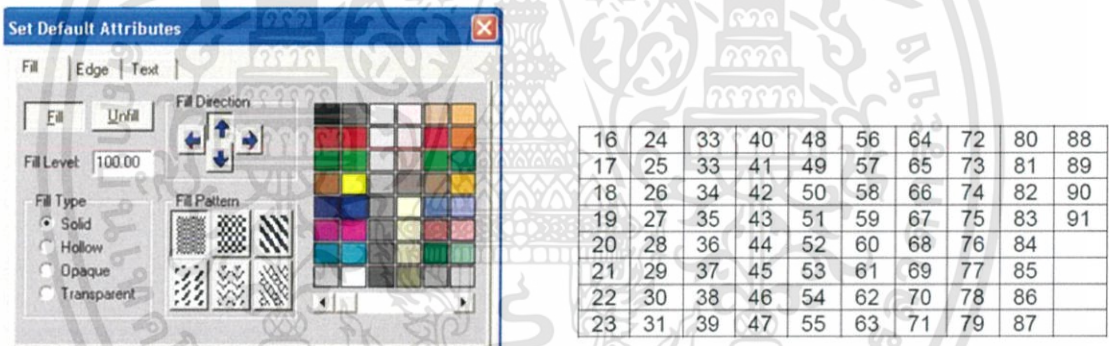 Set Default Attributes
Fill Edge Text
Fill Unfill
Fill Direction
Fill Level: 100.00
Fill Type
Solid
Hollow
Opaque
Transparent
Fill Pattern
16 24 33 40 48 56 64 72 80 88
17 25 33 41 49 57 65 73 81 89
18 26 34 42 50 58 66 74 82 90
19 27 35 43 51 59 67 75 83 91
20 28 36 44 52 60 68 76 84
21 29 37 45 53 61 69 77 85
22 30 38 46 54 62 70 78 86
23 31 39 47 55 63 71 79 87